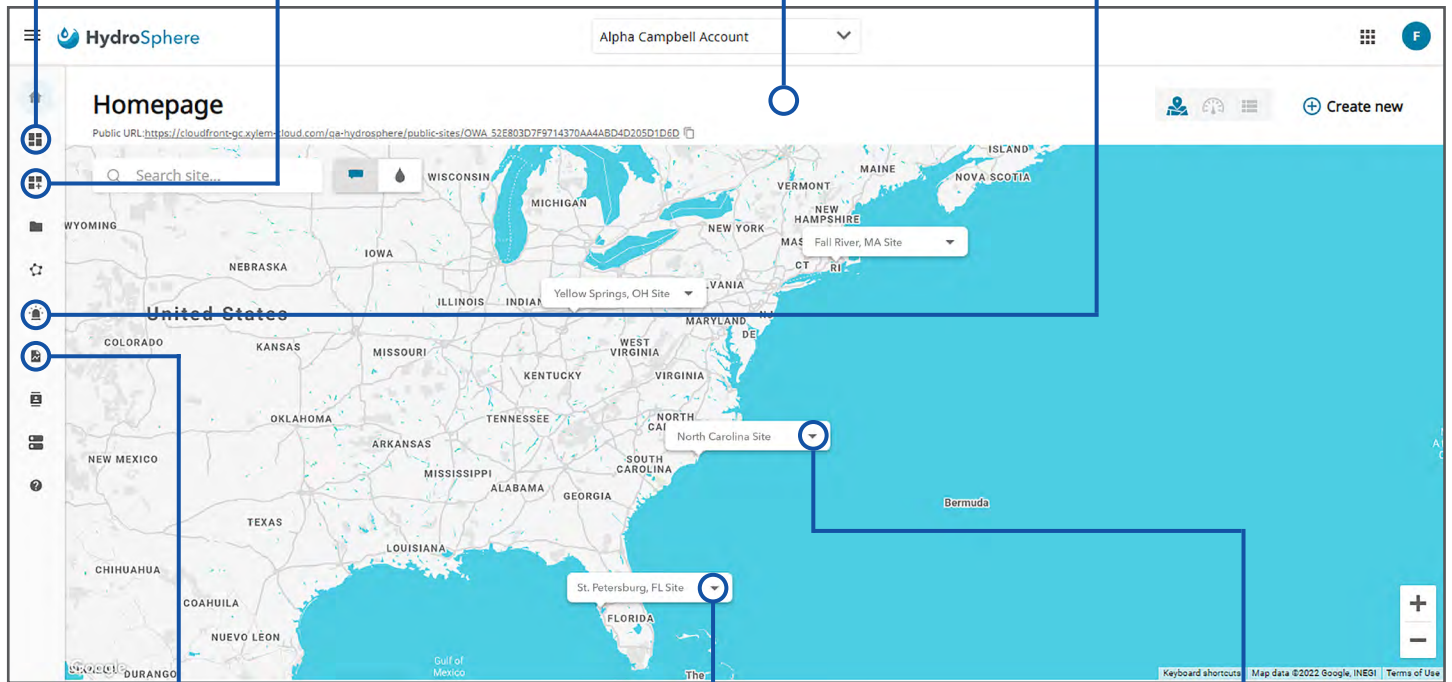 HydroSphere
Alpha Campbell Account
F
Homepage
Create new
Public URL:https://cloudfront-gc.xylem-cloud.com/qa-hydrosphere/public-sites/OWA_52E803D7F9714370AA4ABD4D205D1D6D
Search site...
ISLAND
WISCONSIN
MAINE
NOVA SCOTIA
VERMONT
MICHIGAN
NEW
HAMPSHIRE
WYOMING
NEW YORK
MAS
Fall River, MA Site
IOWA
NEBRASKA
CT
RI
VANIA
Yellow Springs, OH Site
ILLINOIS
INDIAN
United States
MARYLAND
NJ
DE
COLORADO
KANSAS
MISSOURI
WEST
VIRGINIA
KENTUCKY
VIRGINIA
OKLAHOMA
TENNESSEE
NORTH
CAR
North Carolina Site
ARKANSAS
NEW MEXICO
SOUTH
CAROLINA
MISSISSIPPI
ALABAMA
GEORGIA
Bermuda
TEXAS
LOUISIANA
CHIHUAHUA
St. Petersburg, FL Site
COAHUILA
FLORIDA
NUEVO LEON
Gulf of
Mexico
Google
DURANGO
The
Keyboard shortcuts
Map data ©2022 Google, INEGI
Terms of Use